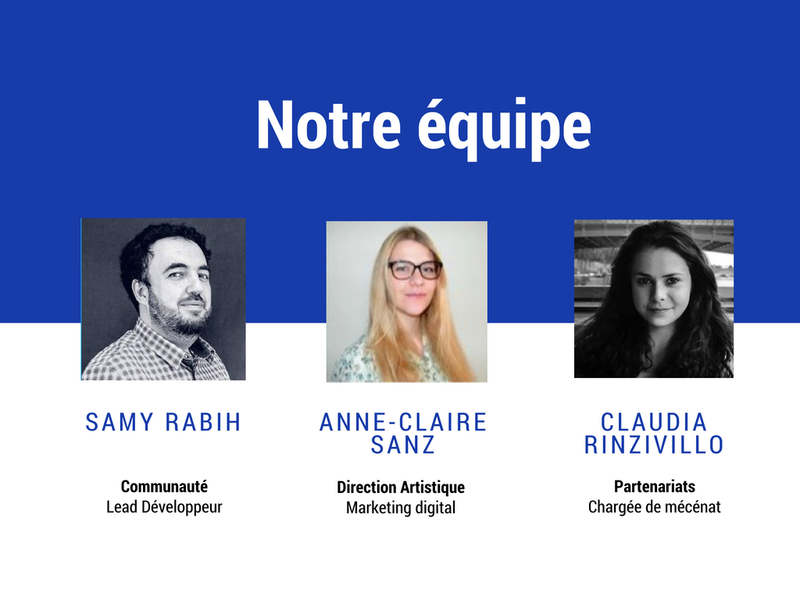 Notre équipe
SAMY RABIH
ANNE-CLAIRE
SANZ
CLAUDIA
RINZIVILLO
Communauté
Lead Développeur
Direction Artistique
Marketing digital
Partenariats
Chargée de mécénat